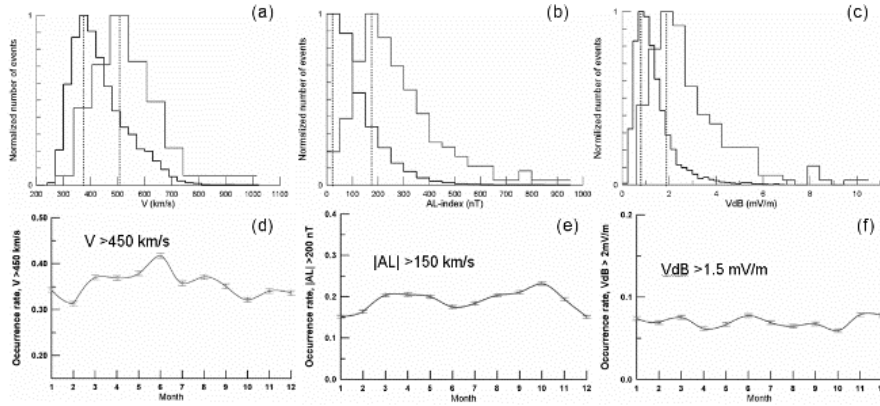 (a)
Normalized number of events
1
0
200 300 400 500 600 700 800 900 1000 1100
V (km/s)
(b)
Normalized number of events
1
0
0 100 200 300 400 500 600 700 800 900 1000
AL-index (nT)
(c)
Normilized number of events
1
0
0 2 4 6 8 10
VdB (mV/m)
(d)
V >450 km/s
Occurrence rate, V >450 km/s
0.50
0.40
0.30
0.20
1 2 3 4 5 6 7 8 9 10 11 12
Month
(e)
|AL| >150 km/s
Occurrence rate, |AL| >200 nT
0.4
0.3
0.2
0.1
0.0
1 2 3 4 5 6 7 8 9 10 11 12
Month
(f)
VdB >1.5 mV/m
Occurrence rate, VdB > 2mV/m
0.2
0.1
0.0
1 2 3 4 5 6 7 8 9 10 11 1
Month